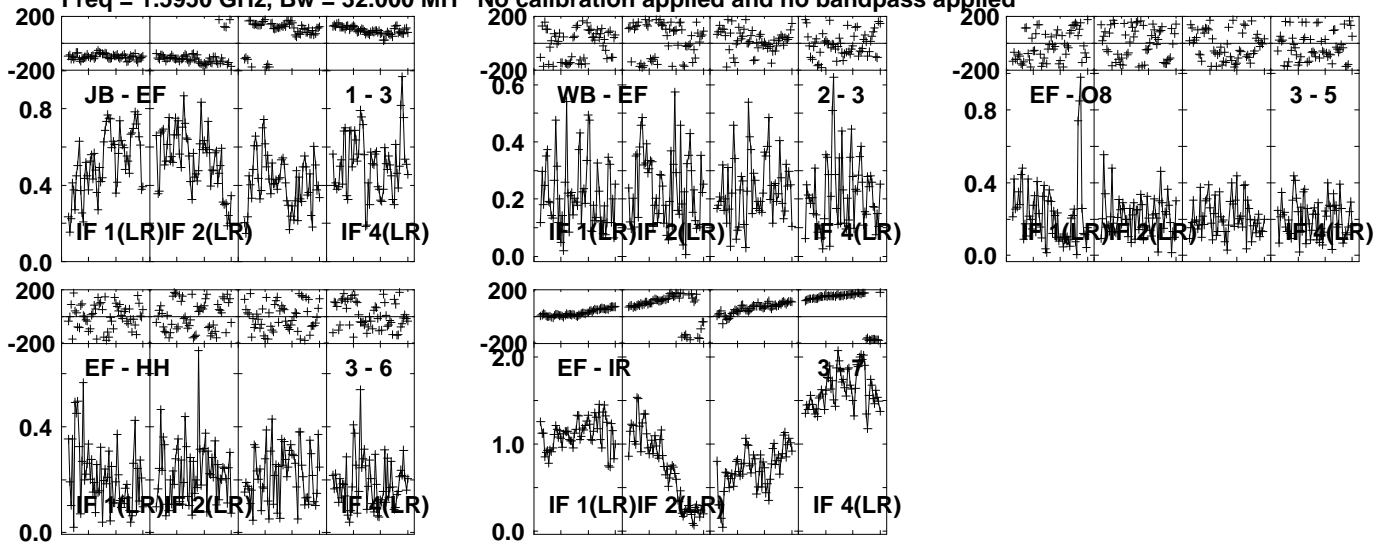 Freq = 1.5950 GHz, Bw = 32.000 MH No calibration applied and no bandpass applied
200
-200
JB - EF 1 - 3
0.8
0.4
0.0
IF 1(LR) IF 2(LR) IF 4(LR)
200
-200
WB - EF 2 - 3
0.6
0.4
0.2
0.0
IF 1(LR) IF 2(LR) IF 4(LR)
200
-200
EF - O8 3 - 5
0.8
0.4
0.0
IF 1(LR) IF 2(LR) IF 4(LR)
200
-200
EF - HH 3 - 6
0.4
0.0
IF 1(LR) IF 2(LR) IF 4(LR)
200
-200
EF - IR 3 - 7
2.0
1.0
0.0
IF 1(LR) IF 2(LR) IF 4(LR)